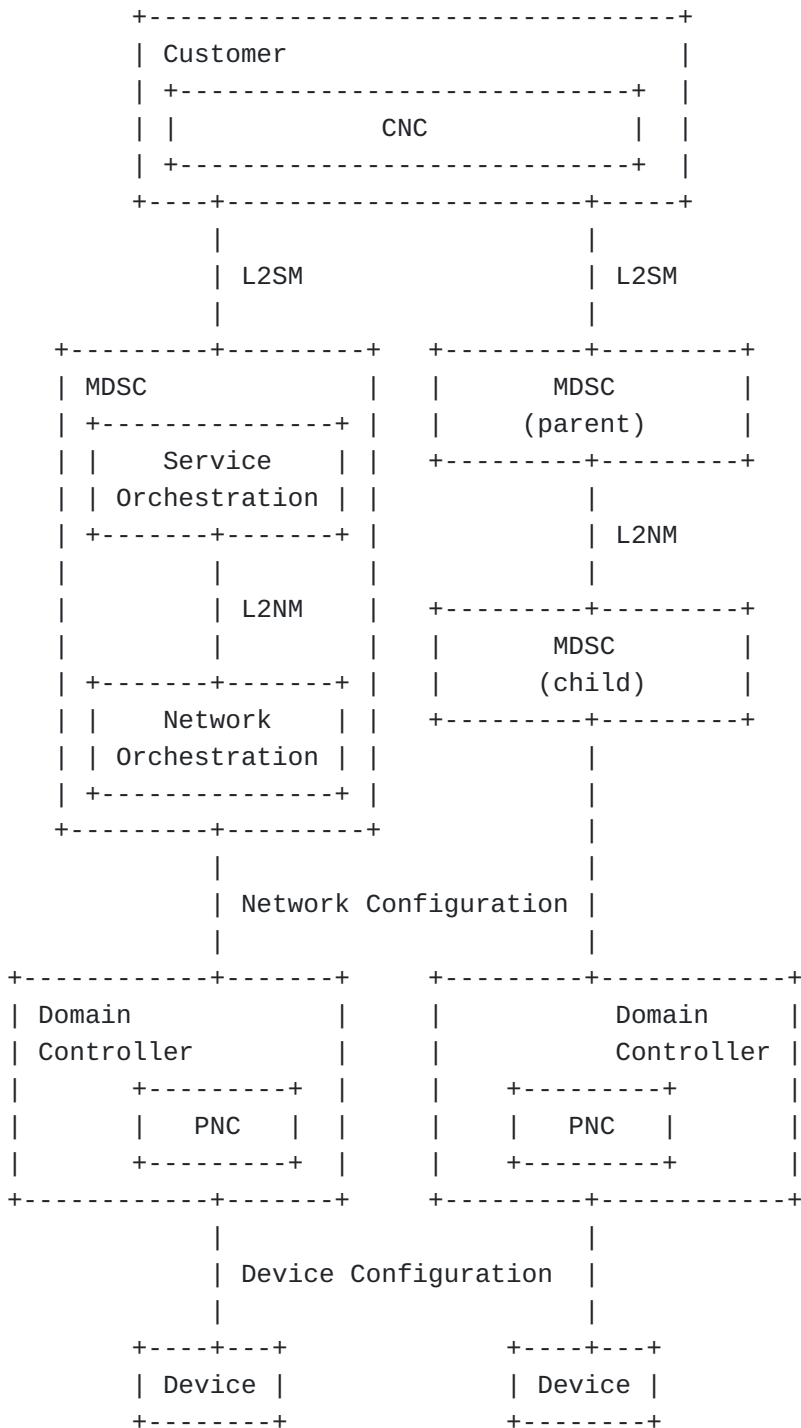 Customer
CNC
L2SM L2SM
MDSC MDSC
(parent)
Service
Orchestration
L2NM
L2NM MDSC
(child)
Network
Orchestration
Network Configuration
Domain Domain
Controller Controller
PNC PNC
Device Configuration
Device Device